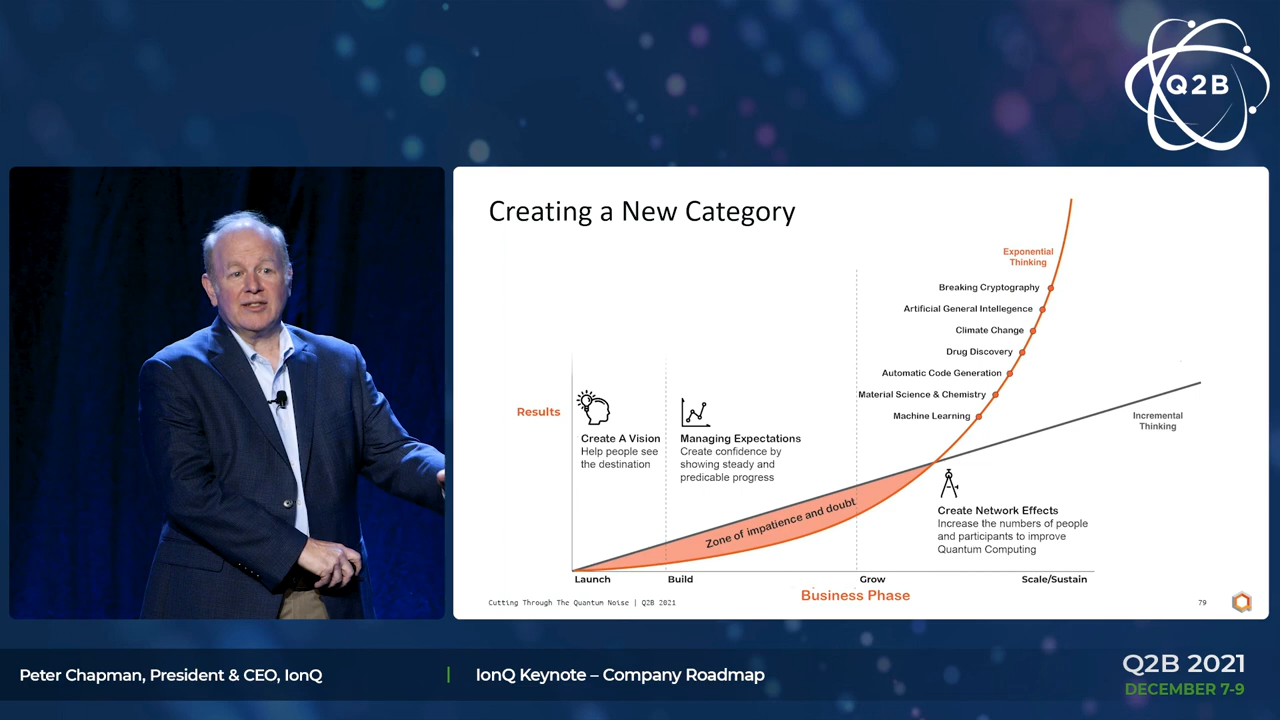 Q2B
Creating a New Category
Exponential
Thinking
Breaking Cryptography
Artificial General Intellegence
Climate Change
Drug Discovery
Automatic Code Generation
Material Science & Chemistry
Machine Learning
Incremental
Thinking
Results
Create A Vision
Help people see
the destination
Managing Expectations
Create confidence by
showing steady and
predicable progress
Zone of impatience and doubt
Create Network Effects
Increase the numbers of people
and participants to improve
Quantum Computing
Launch
Build
Grow
Scale/Sustain
Business Phase
Cutting Through The Quantum Noise | Q2B 2021
79
Peter Chapman, President & CEO, IonQ
IonQ Keynote – Company Roadmap
Q2B 2021
DECEMBER 7-9